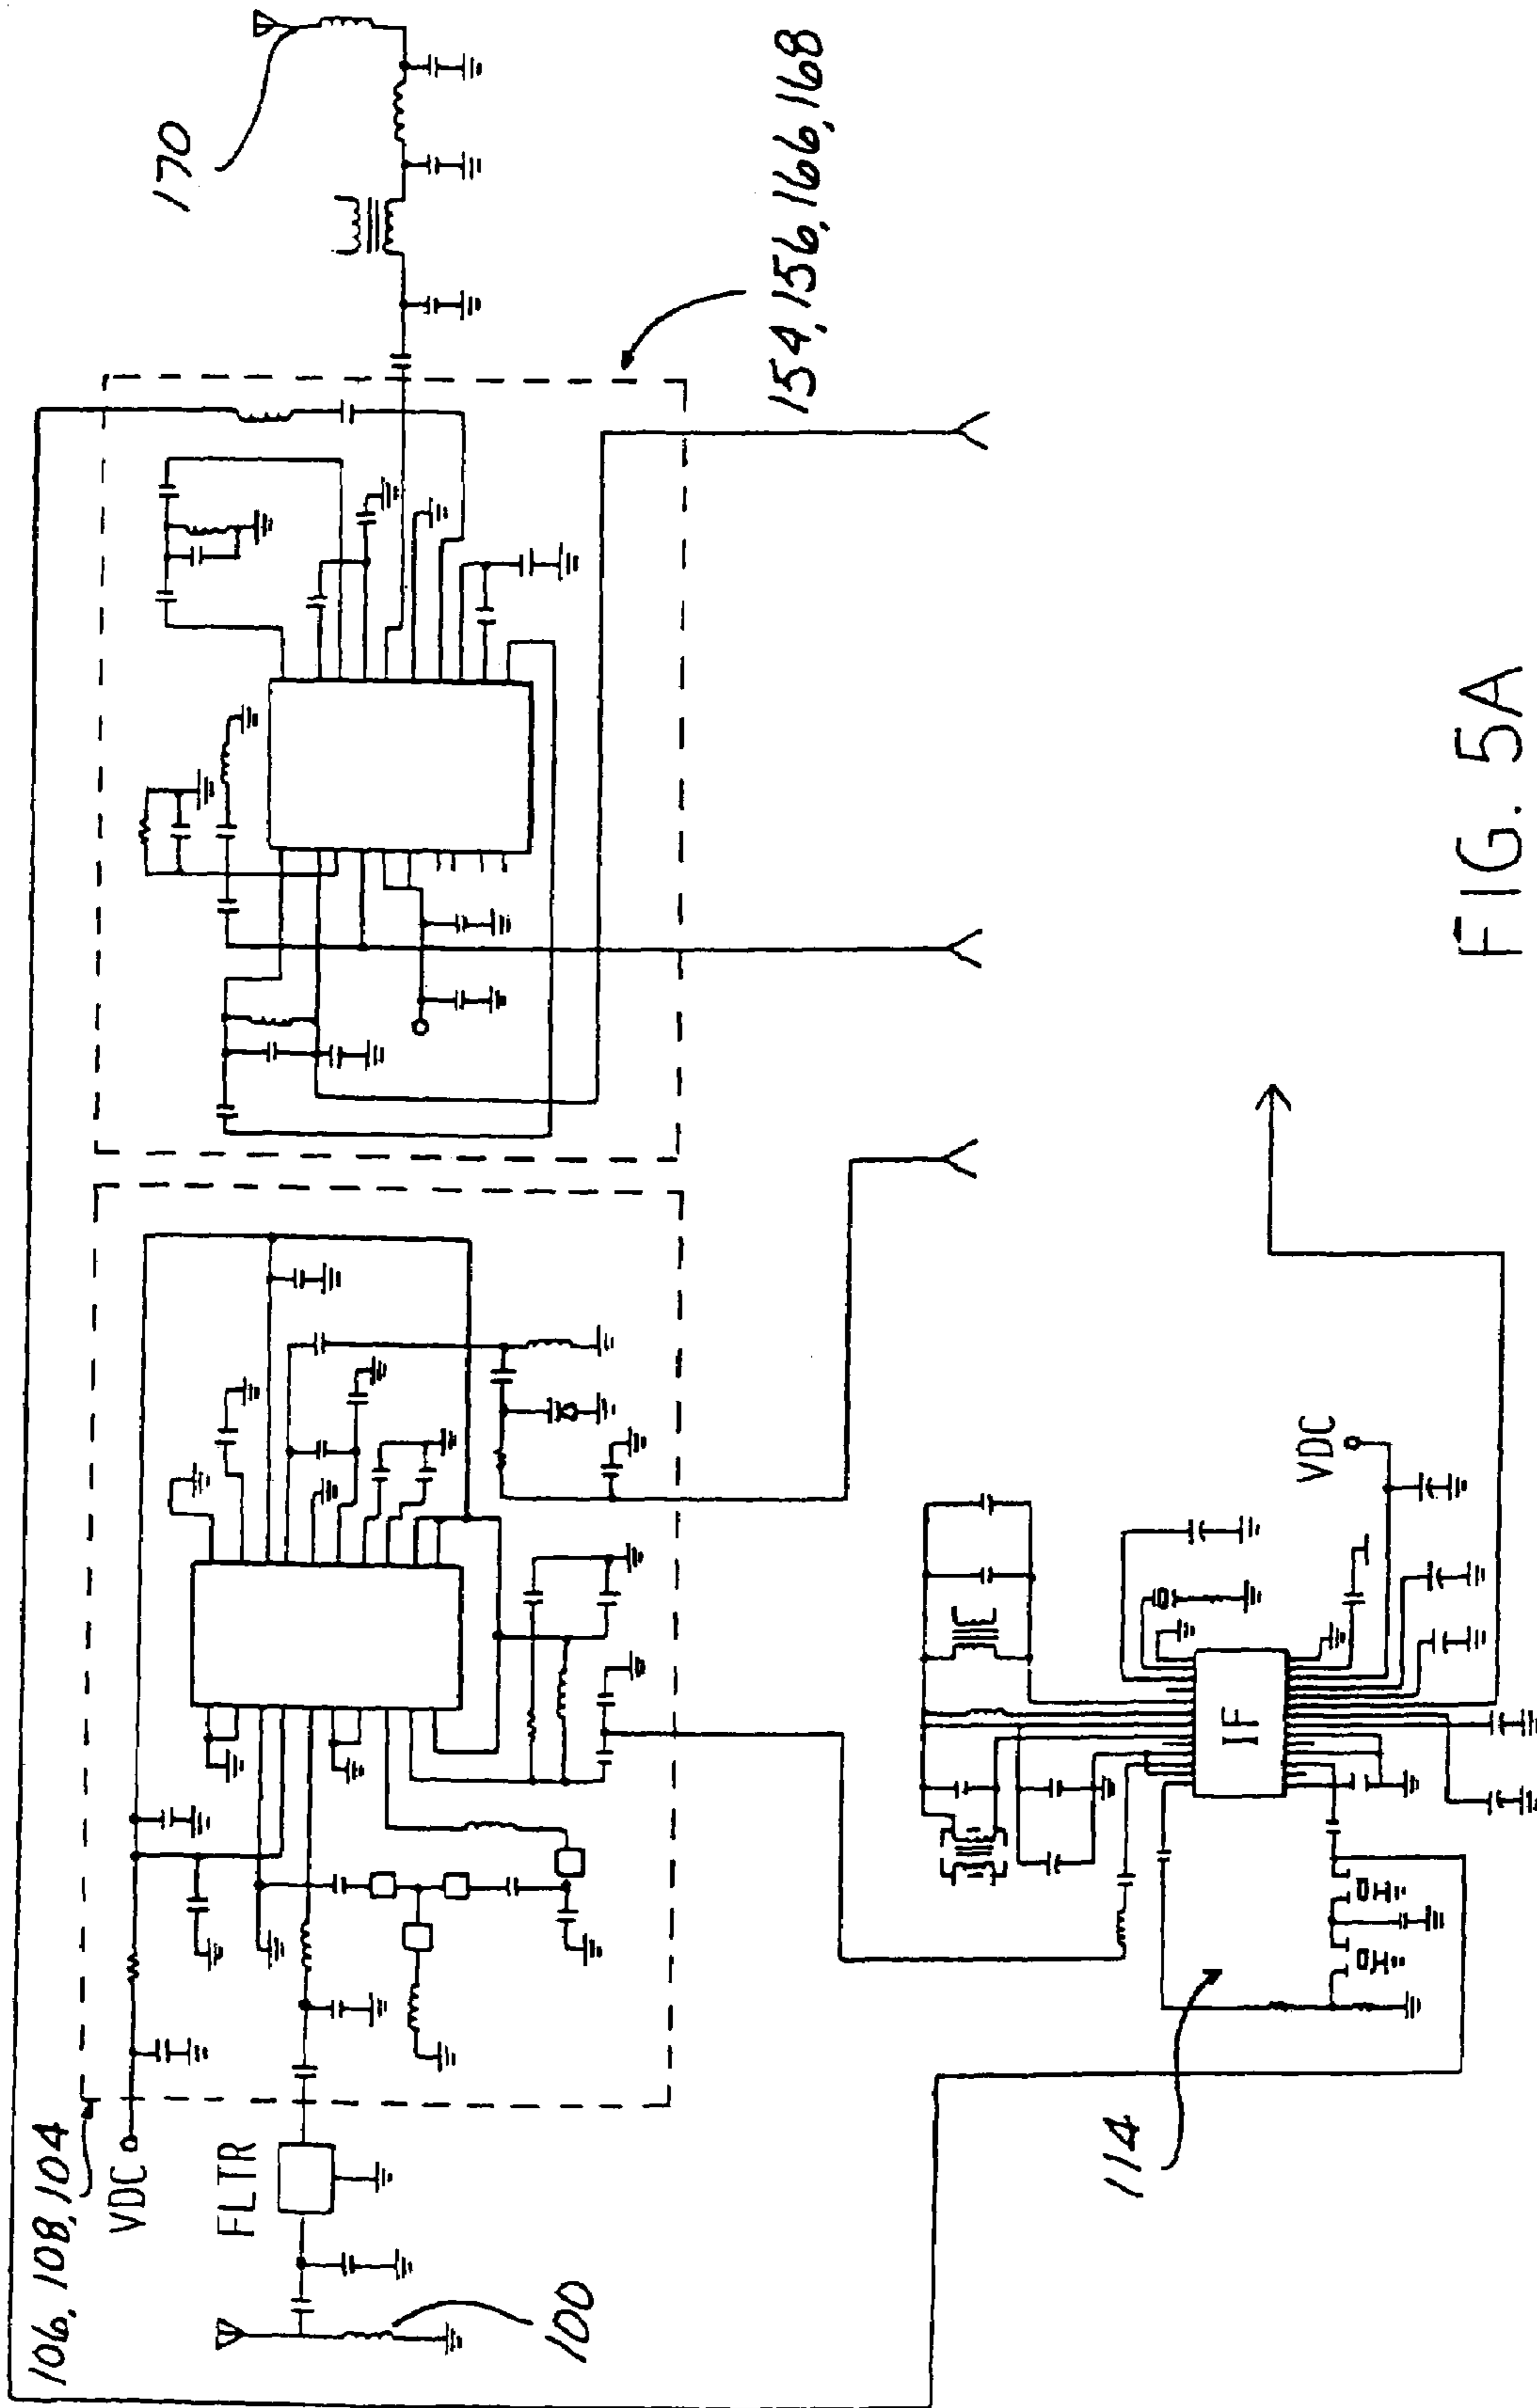 106, 108, 104
VDC
FLTR
100
170
154, 156, 166, 168
114
IF
VDC
FIG. 5A